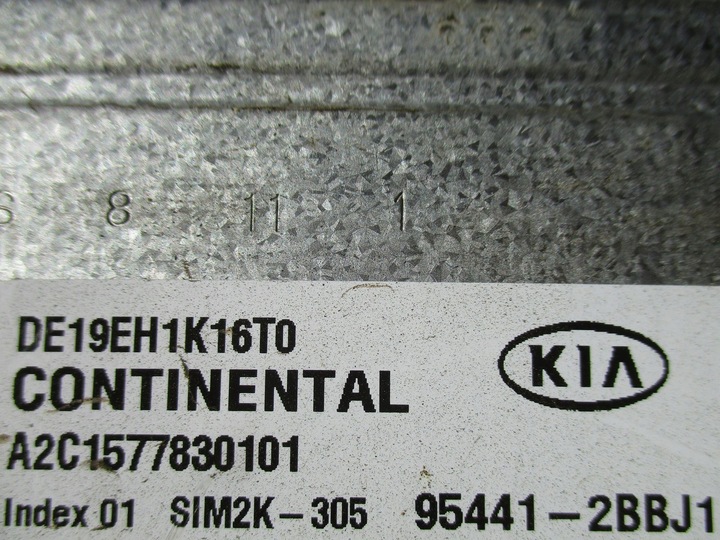 8 11 1
DE19EH1K16T0
CONTINENTAL
KIA
A2C1577830101
Index 01 SIM2K-305 95441-2BBJ1